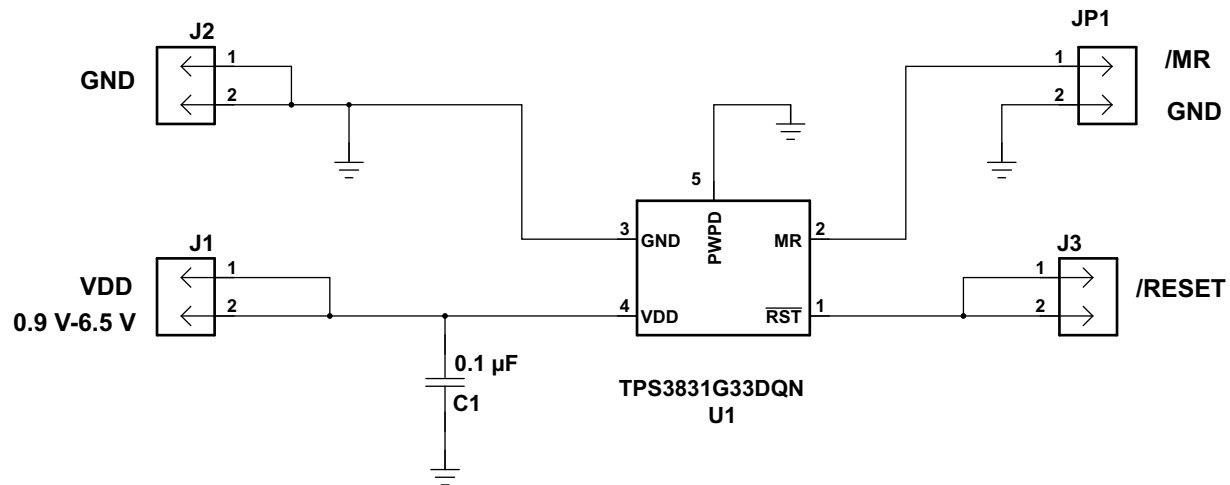 J2
1
GND
2
JP1
1
/MR
2
GND
5
PWPD
3
GND
MR
2
J1
1
VDD
2
0.9 V-6.5 V
4
VDD
RST
1
J3
1
/RESET
2
0.1 µF
C1
TPS3831G33DQN
U1